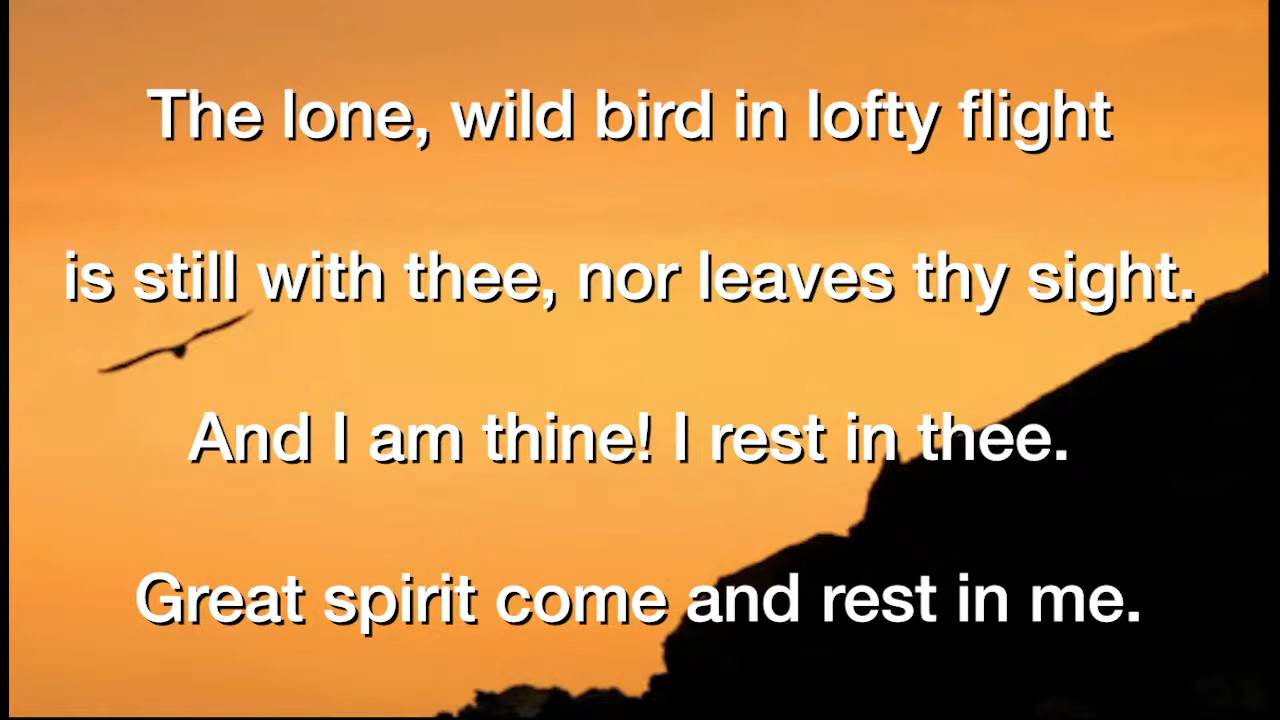 The lone, wild bird in lofty flight
is still with thee, nor leaves thy sight.
And I am thine! I rest in thee.
Great spirit come and rest in me.